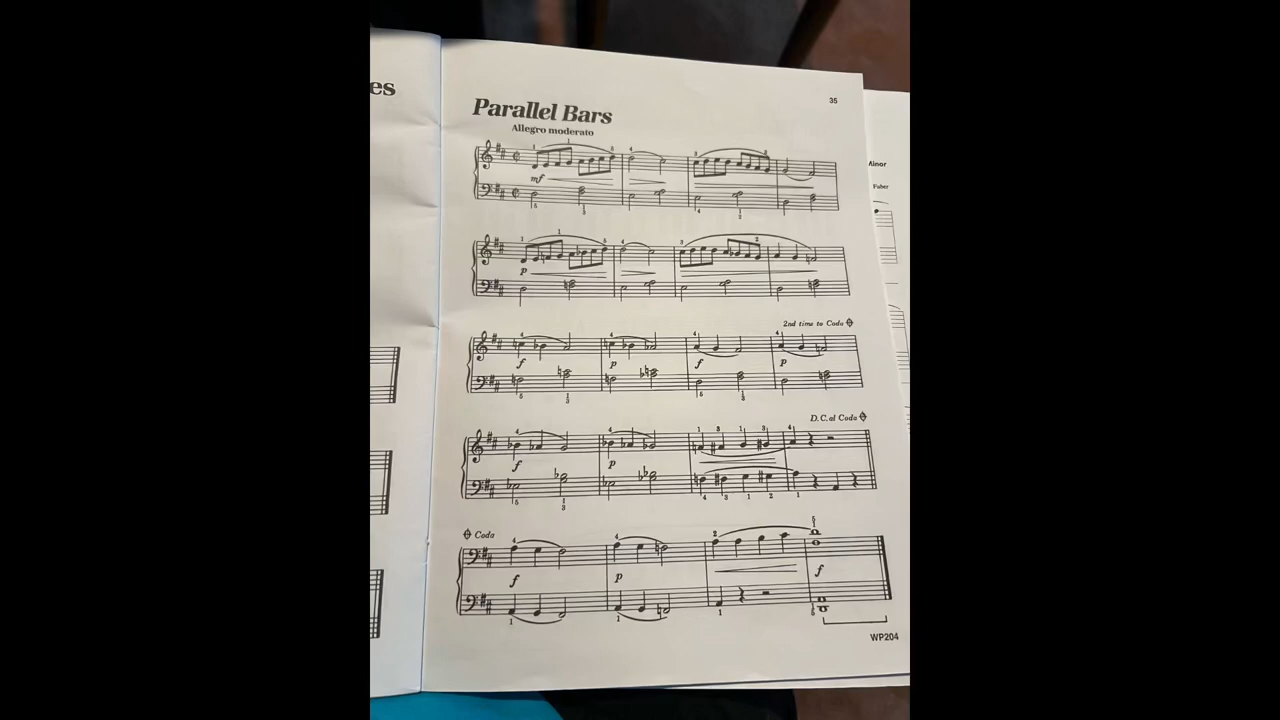 es
35
Parallel Bars
Allegro moderato
mf
Minor
Faber
p
2nd time to Coda
f p f p
D.C. al Coda
f p
Coda
f p f
WP204